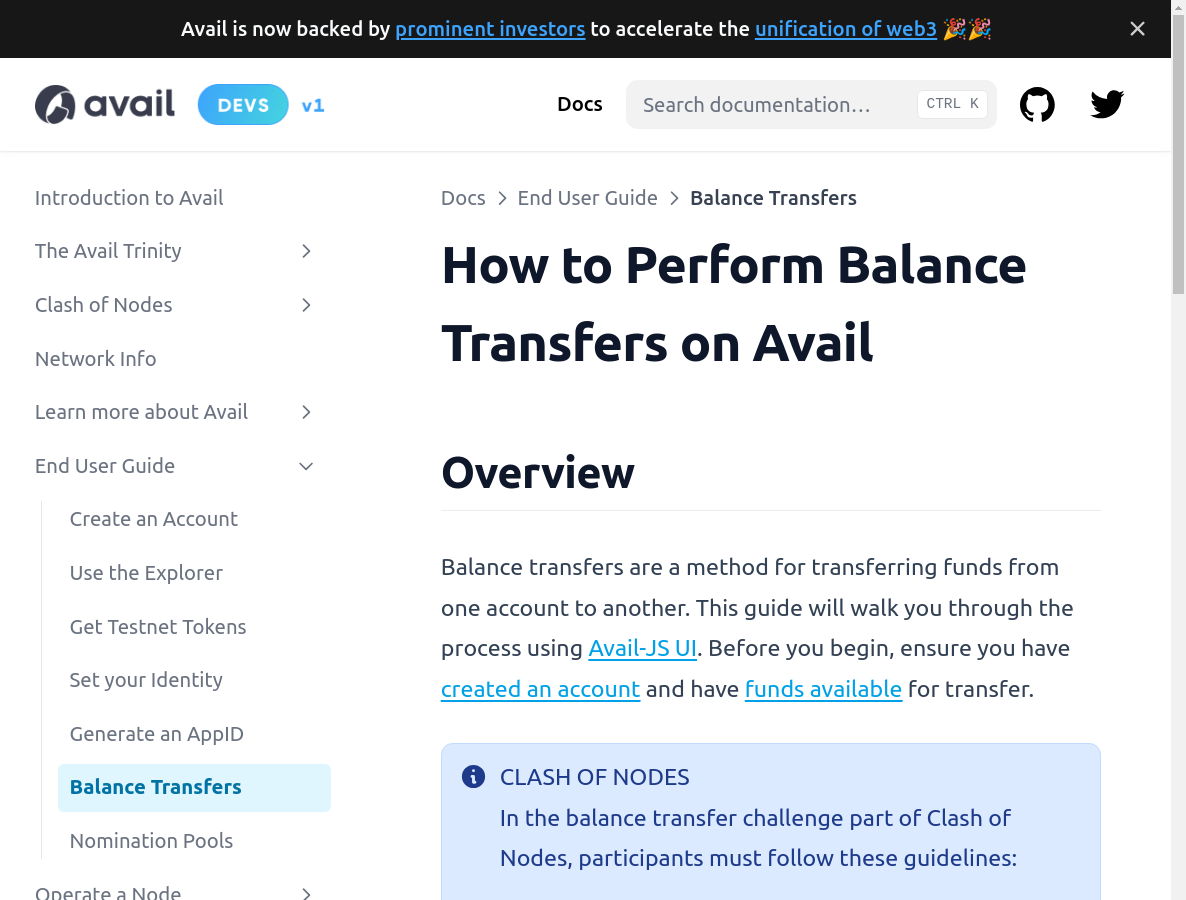 Avail is now backed by prominent investors to accelerate the unification of web3 🎉🎉
avail DEVS v1
Docs
Search documentation…
CTRL K
Introduction to Avail
The Avail Trinity
Clash of Nodes
Network Info
Learn more about Avail
End User Guide
Create an Account
Use the Explorer
Get Testnet Tokens
Set your Identity
Generate an AppID
Balance Transfers
Nomination Pools
Operate a Node
Docs > End User Guide > Balance Transfers
How to Perform Balance
Transfers on Avail
Overview
Balance transfers are a method for transferring funds from
one account to another. This guide will walk you through the
process using Avail-JS UI. Before you begin, ensure you have
created an account and have funds available for transfer.
CLASH OF NODES
In the balance transfer challenge part of Clash of
Nodes, participants must follow these guidelines: